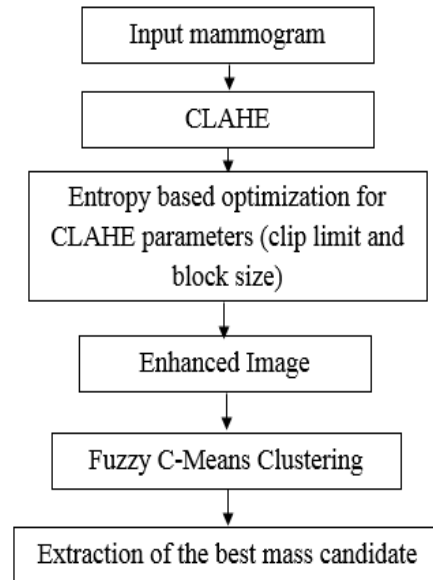 Input mammogram
CLAHE
Entropy based optimization for
CLAHE parameters (clip limit and
block size)
Enhanced Image
Fuzzy C-Means Clustering
Extraction of the best mass candidate